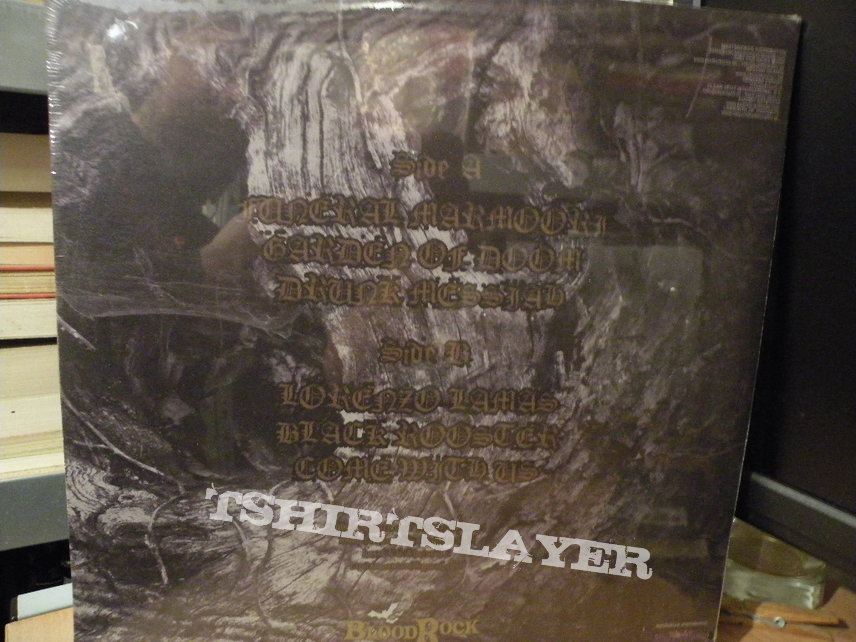 Side A
FUNERAL MARMOORI
GARDEN OF DOOM
DRUNK MESSIAH
Side B
LORENZO LAMAS
BLACK ROOSTER
COME WITH US
TSHIRTSLAYER
BLOODROCK